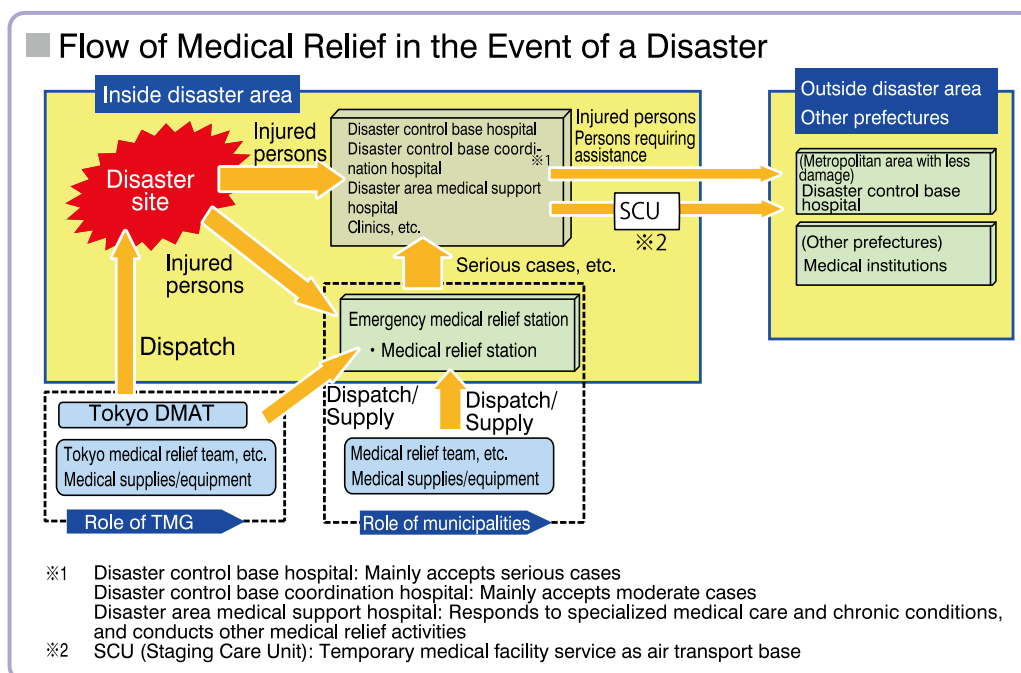 Flow of Medical Relief in the Event of a Disaster
Inside disaster area
Injured
persons
Disaster
site
Disaster control base hospital
Disaster control base coordi-
nation hospital
※1
Disaster area medical support
hospital
Clinics, etc.
Injured persons
Persons requiring
assistance
SCU
※2
Outside disaster area
Other prefectures
(Metropolitan area with less
damage)
Disaster control base
hospital
(Other prefectures)
Medical institutions
Injured
persons
Serious cases, etc.
Emergency medical relief station
・Medical relief station
Dispatch
Dispatch/
Supply
Dispatch/
Supply
Tokyo DMAT
Tokyo medical relief team, etc.
Medical supplies/equipment
Role of TMG
Medical relief team, etc.
Medical supplies/equipment
Role of municipalities
※1 Disaster control base hospital: Mainly accepts serious cases
Disaster control base coordination hospital: Mainly accepts moderate cases
Disaster area medical support hospital: Responds to specialized medical care and chronic conditions,
and conducts other medical relief activities
※2 SCU (Staging Care Unit): Temporary medical facility service as air transport base